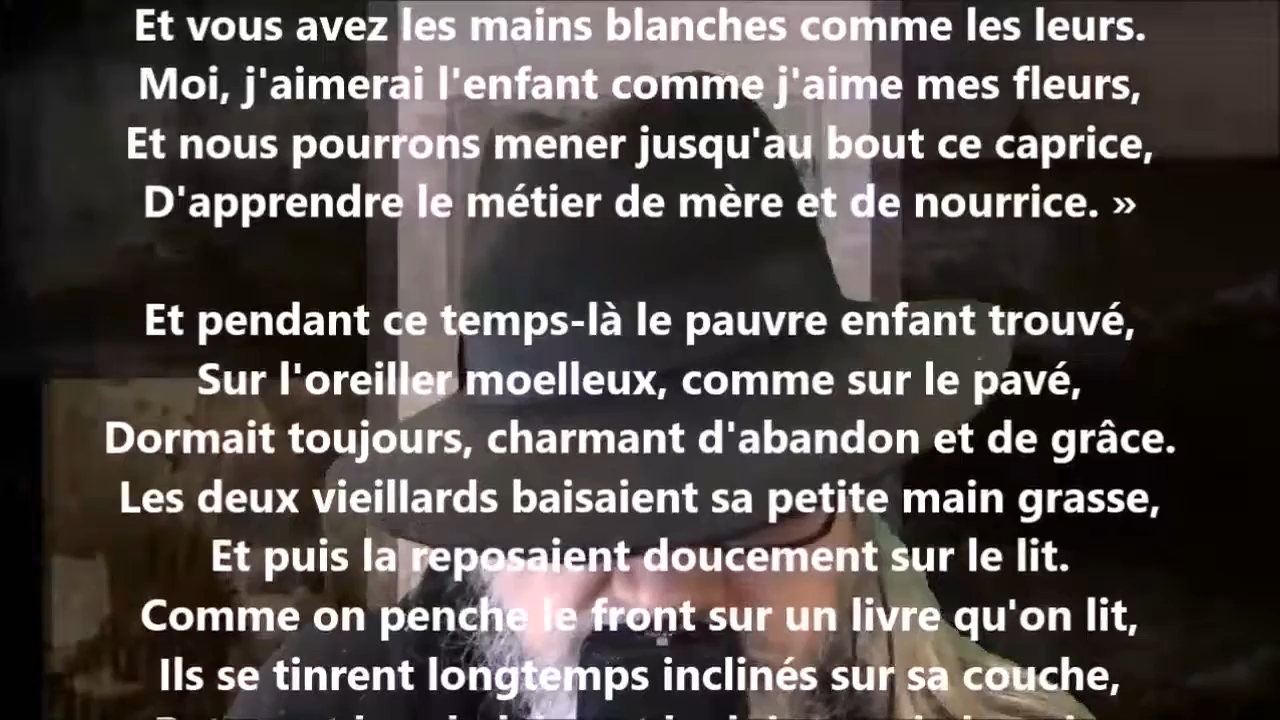 Et vous avez les mains blanches comme les leurs.
Moi, j'aimerai l'enfant comme j'aime mes fleurs,
Et nous pourrons mener jusqu'au bout ce caprice,
D'apprendre le métier de mère et de nourrice. »
Et pendant ce temps-là le pauvre enfant trouvé,
Sur l'oreiller moelleux, comme sur le pavé,
Dormait toujours, charmant d'abandon et de grâce.
Les deux vieillards baisaient sa petite main grasse,
Et puis la reposaient doucement sur le lit.
Comme on penche le front sur un livre qu'on lit,
Ils se tinrent longtemps inclinés sur sa couche,